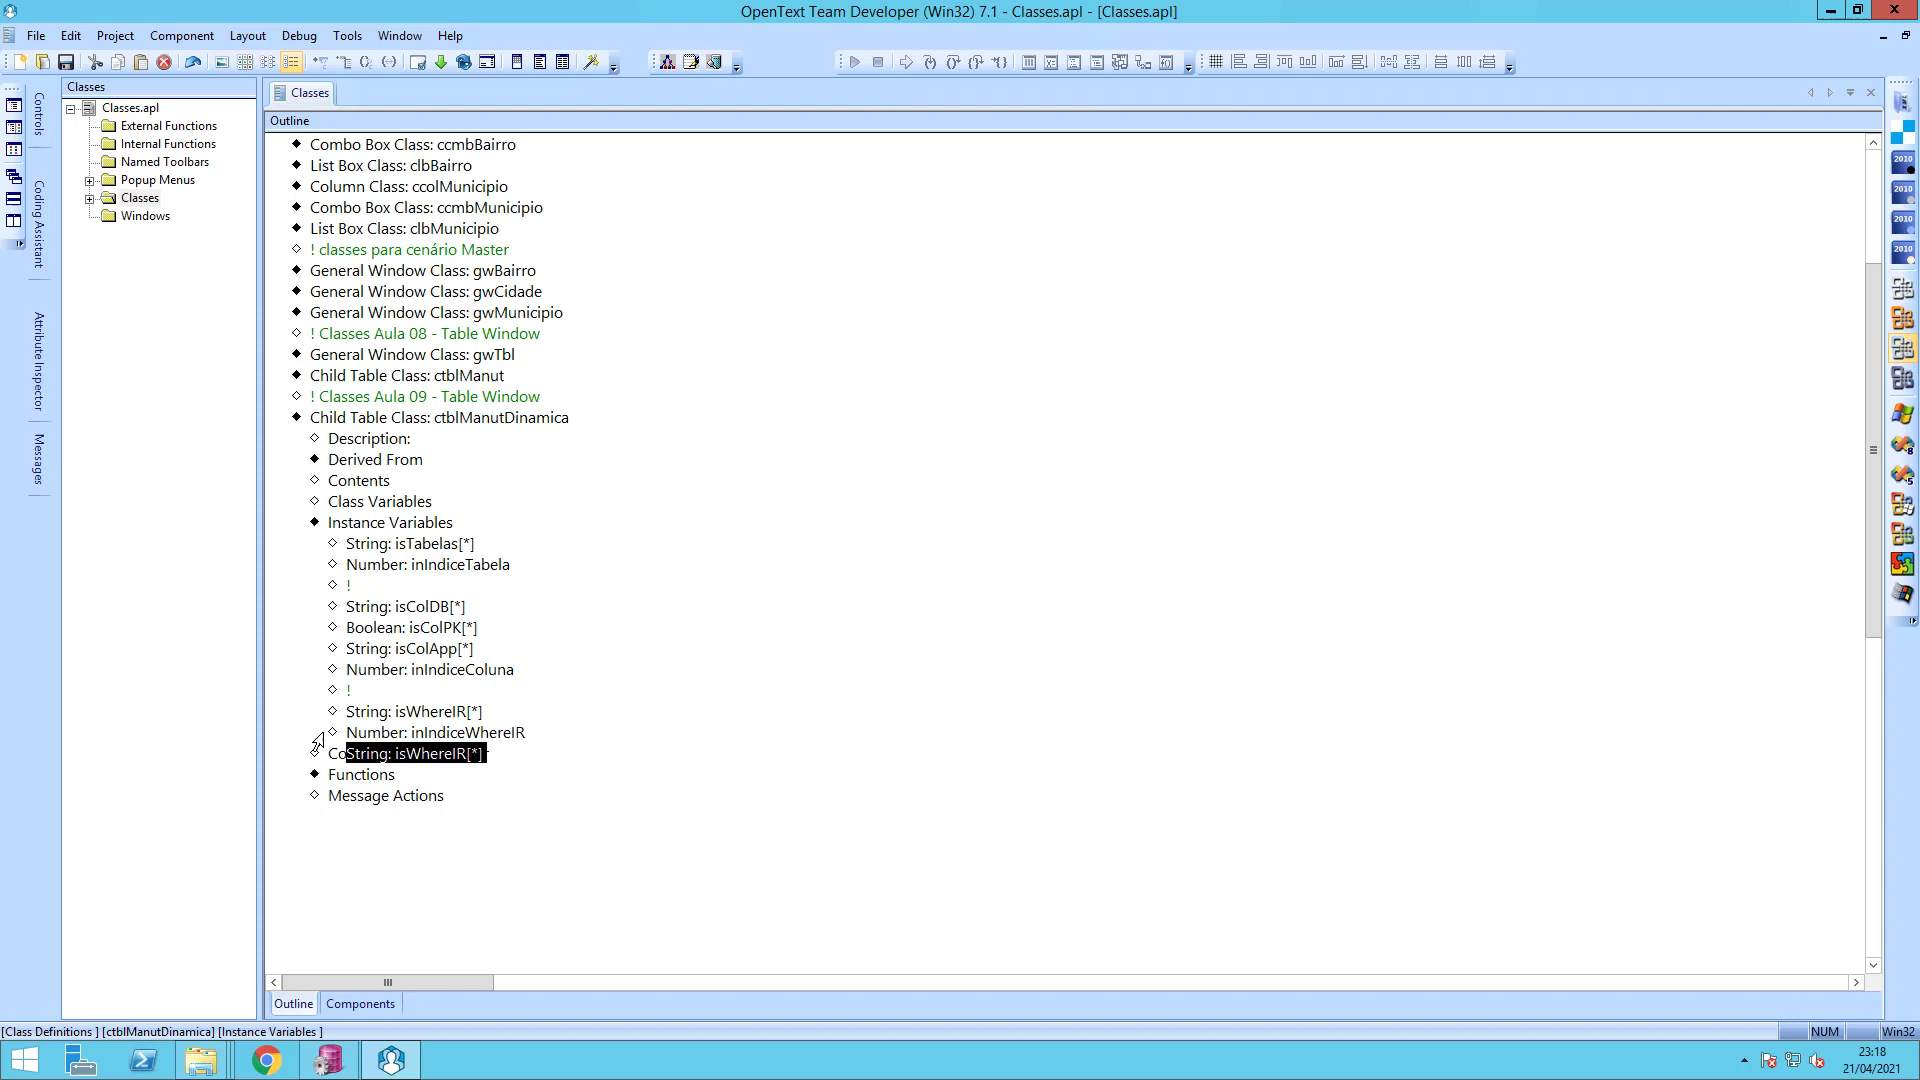 OpenText Team Developer (Win32) 7.1 - Classes.apl - [Classes.apl]
File Edit Project Component Layout Debug Tools Window Help
Classes
Classes.apl
External Functions
Internal Functions
Named Toolbars
Popup Menus
Classes
Windows
Controls
Coding Assistant
Attribute Inspector
Messages
Classes
Outline
Combo Box Class: ccmbBairro
List Box Class: clbBairro
Column Class: ccolMunicipio
Combo Box Class: ccmbMunicipio
List Box Class: clbMunicipio
! classes para cenário Master
General Window Class: gwBairro
General Window Class: gwCidade
General Window Class: gwMunicipio
! Classes Aula 08 - Table Window
General Window Class: gwTbl
Child Table Class: ctblManut
! Classes Aula 09 - Table Window
Child Table Class: ctblManutDinamica
Description:
Derived From
Contents
Class Variables
Instance Variables
String: isTabelas[*]
Number: inIndiceTabela
!
String: isColDB[*]
Boolean: isColPK[*]
String: isColApp[*]
Number: inIndiceColuna
!
String: isWhereIR[*]
Number: inIndiceWhereIR
Co String: isWhereIR[*]
Functions
Message Actions
2010
2010
2010
2010
8
5
Outline Components
[Class Definitions ] [ctblManutDinamica] [Instance Variables ]
NUM
Win32
23:18
21/04/2021